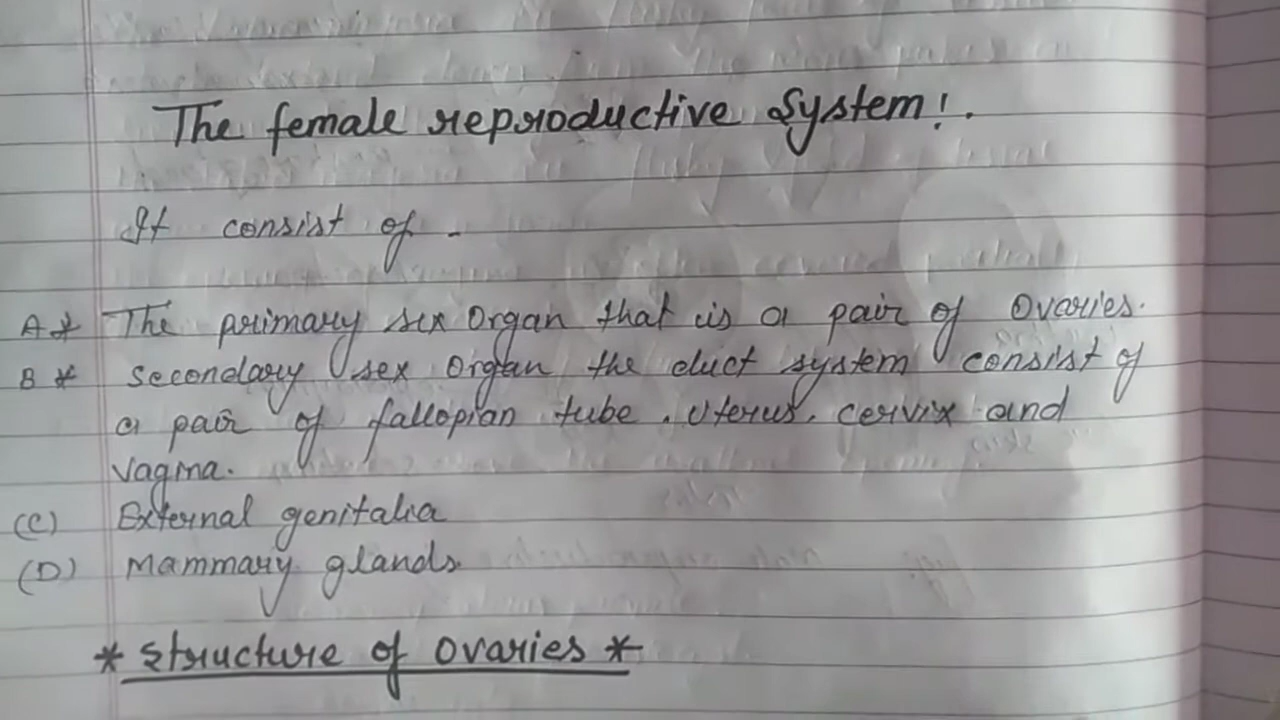 The female reproductive System!.
It consist of -
A* The primary sex Organ that is a pair of Ovaries.
B* Secondary sex Organ the duct system consist of
a pair of fallopian tube, Uterus, cervix and
Vagina.
(C) External genitalia
(D) Mammary glands.
* Structure of Ovaries *